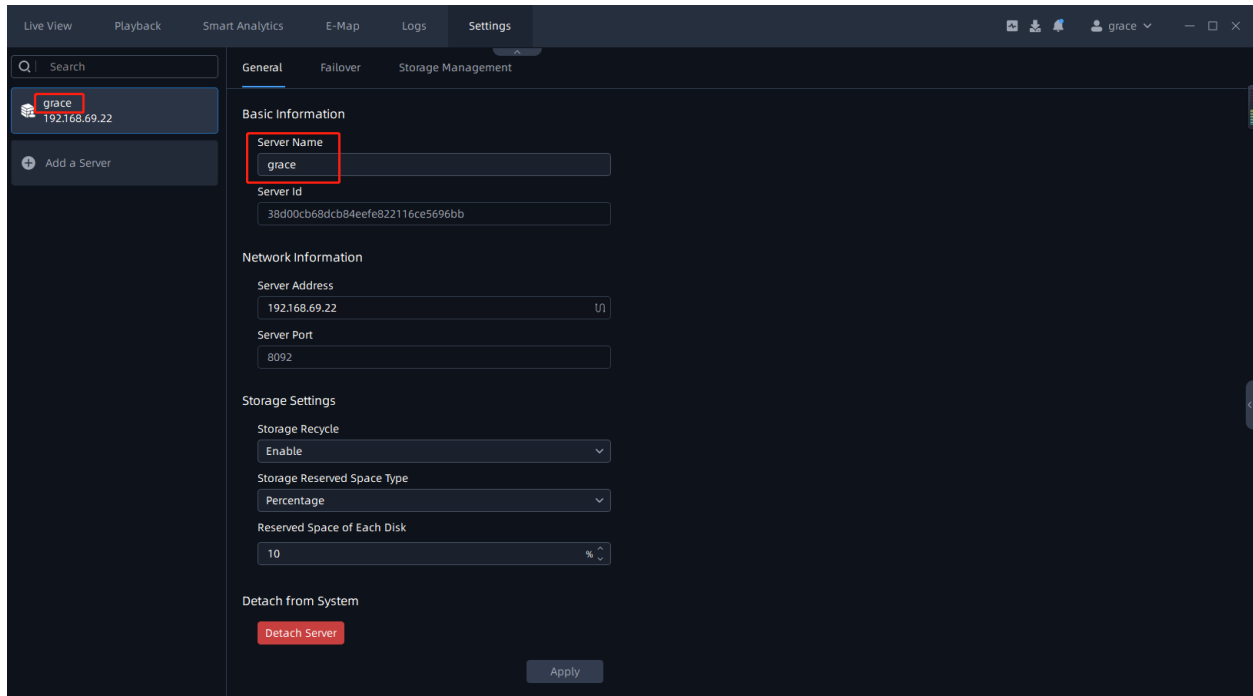 Live View Playback Smart Analytics E-Map Logs Settings grace
Search
grace
192.168.69.22
Add a Server
General Failover Storage Management
Basic Information
Server Name
grace
Server Id
38d00cb68dcb84eefe822116ce5696bb
Network Information
Server Address
192.168.69.22
Server Port
8092
Storage Settings
Storage Recycle
Enable
Storage Reserved Space Type
Percentage
Reserved Space of Each Disk
10 %
Detach from System
Detach Server
Apply